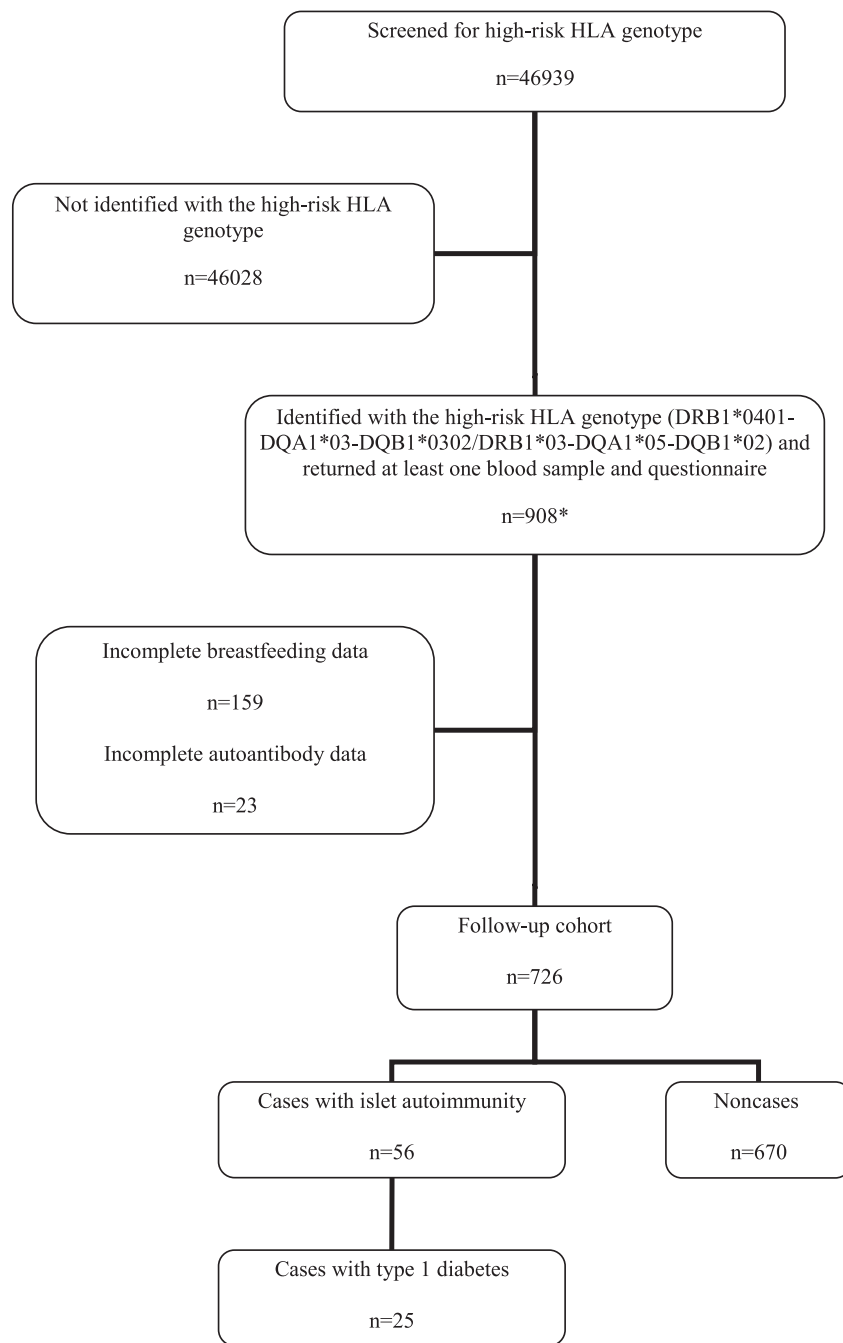 Screened for high-risk HLA genotype
n=46939
Not identified with the high-risk HLA
genotype
n=46028
Identified with the high-risk HLA genotype (DRB1*0401-
DQA1*03-DQB1*0302/DRB1*03-DQA1*05-DQB1*02) and
returned at least one blood sample and questionnaire
n=908*
Incomplete breastfeeding data
n=159
Incomplete autoantibody data
n=23
Follow-up cohort
n=726
Cases with islet autoimmunity
n=56
Noncases
n=670
Cases with type 1 diabetes
n=25